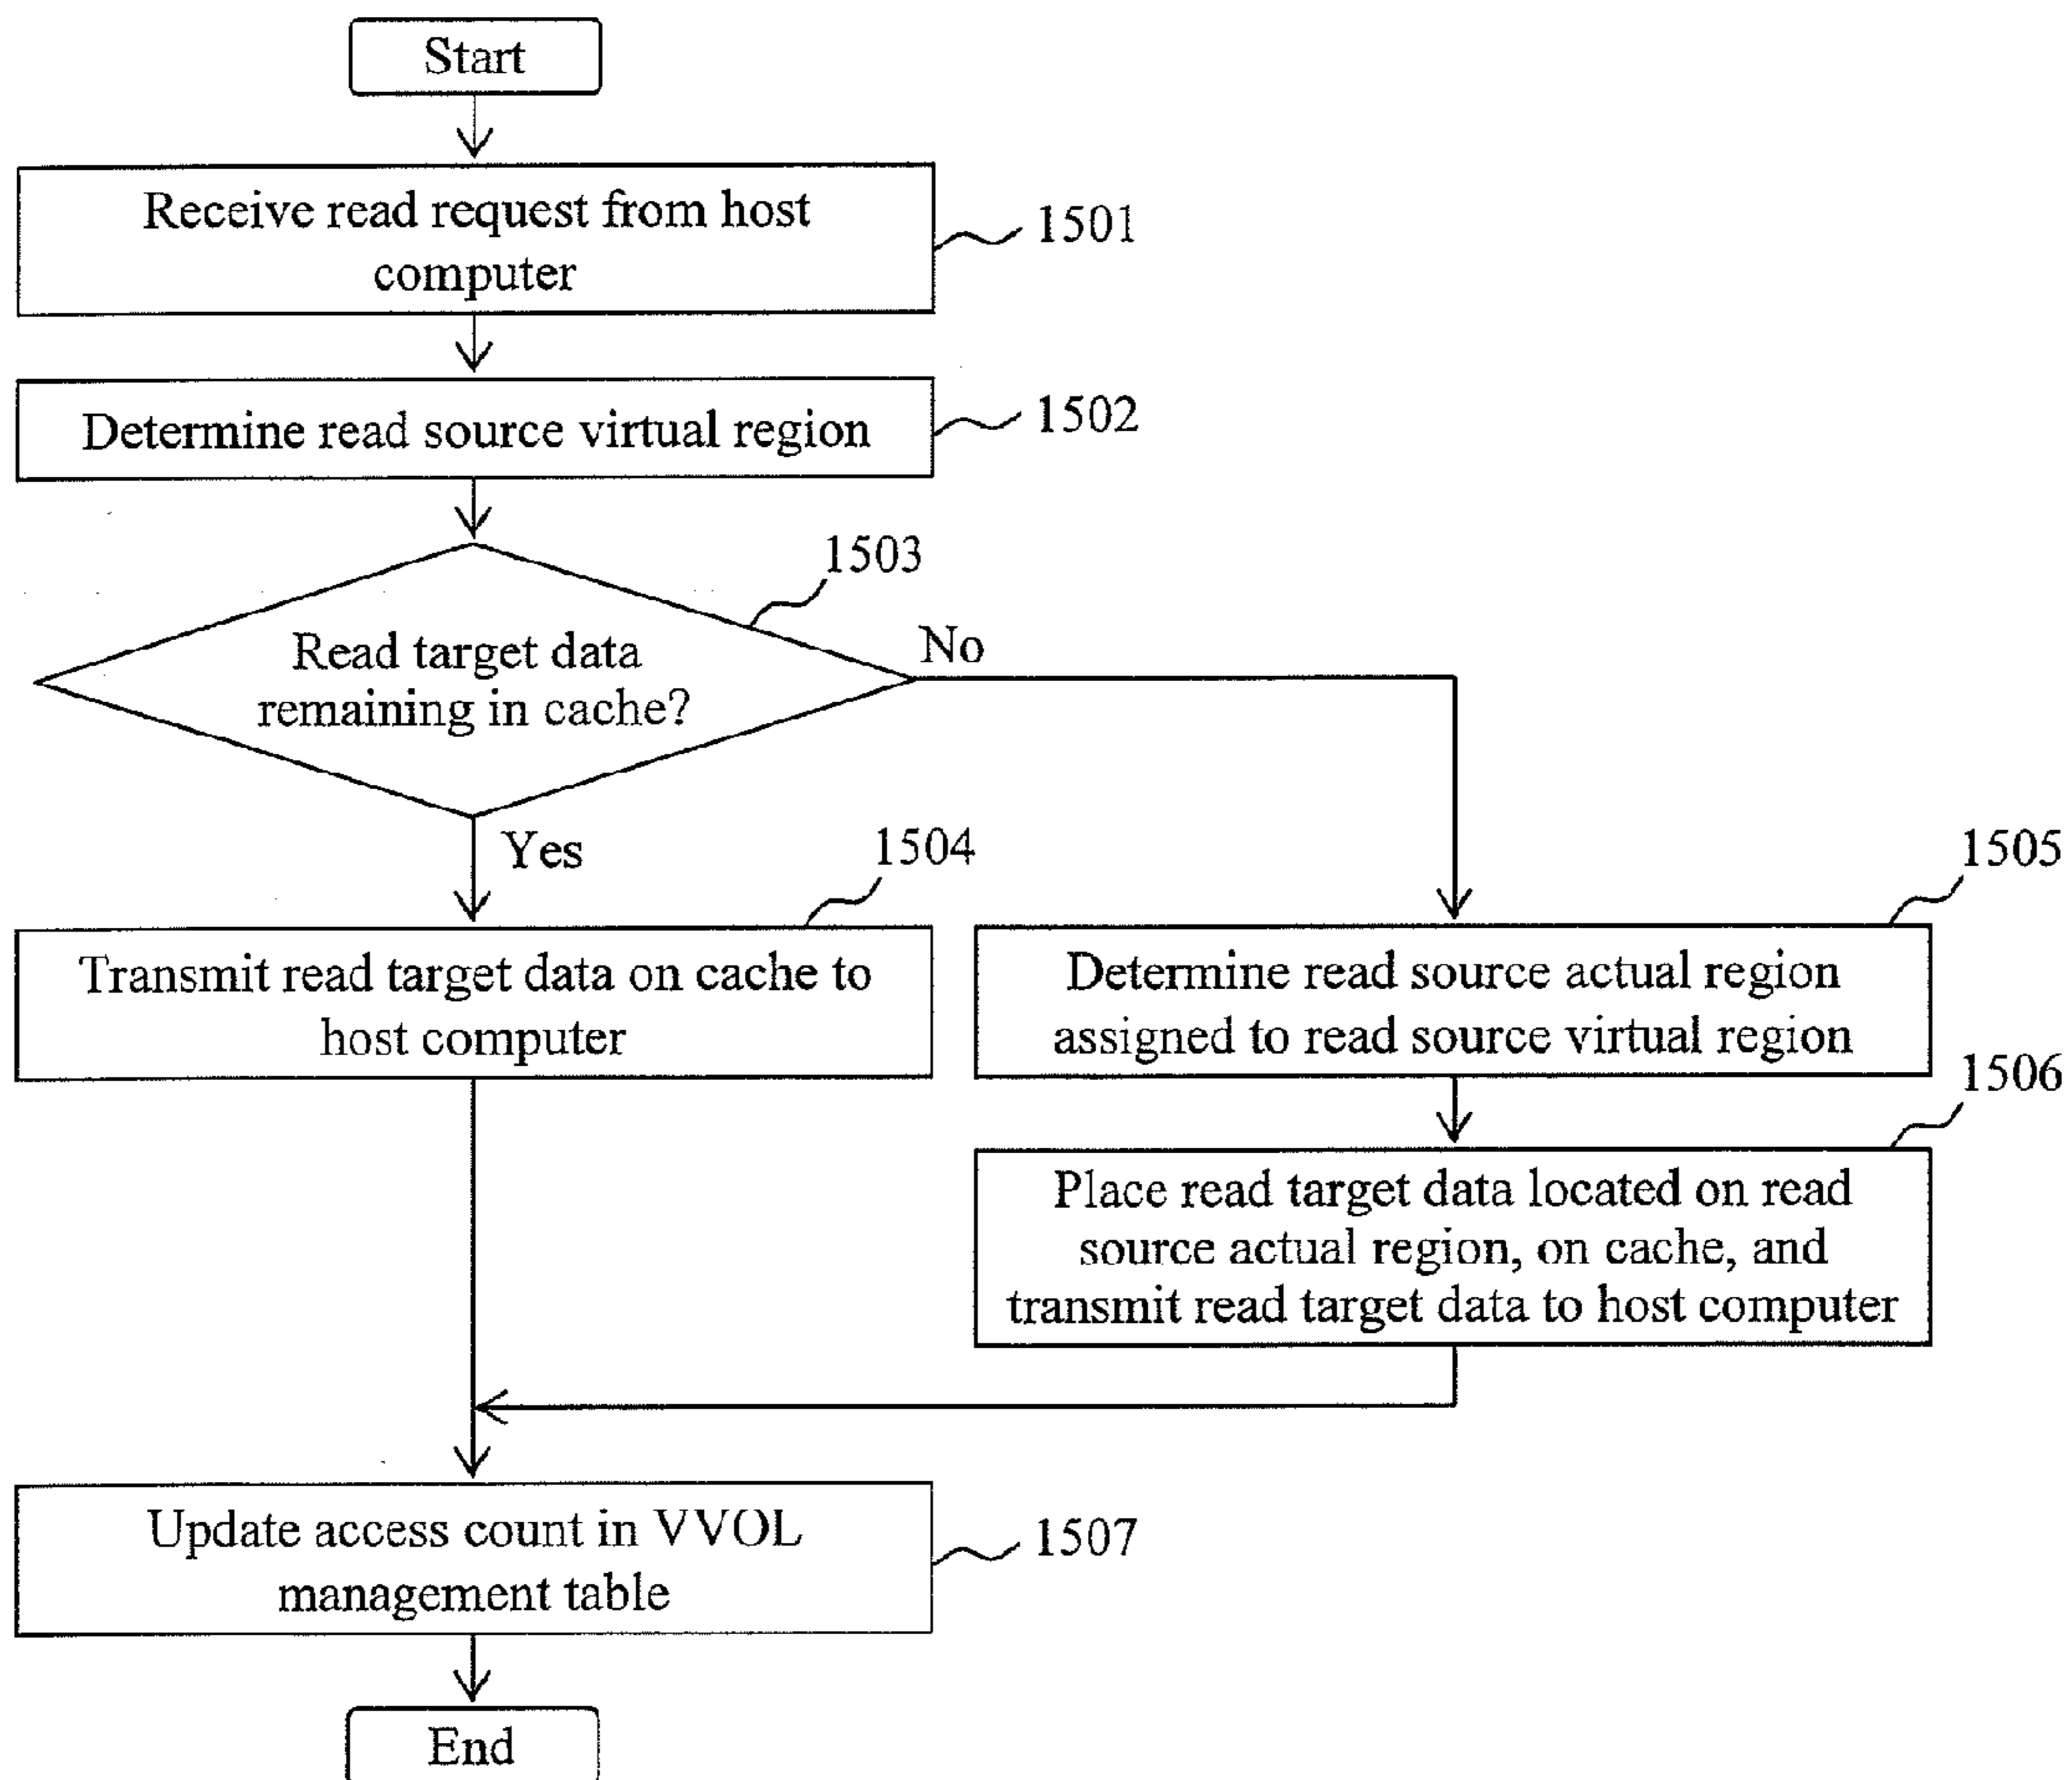 Start
Receive read request from host
computer
1501
Determine read source virtual region
1502
1503
Read target data
remaining in cache?
No
Yes
1504
Transmit read target data on cache to
host computer
1505
Determine read source actual region
assigned to read source virtual region
1506
Place read target data located on read
source actual region, on cache, and
transmit read target data to host computer
Update access count in VVOL
management table
1507
End